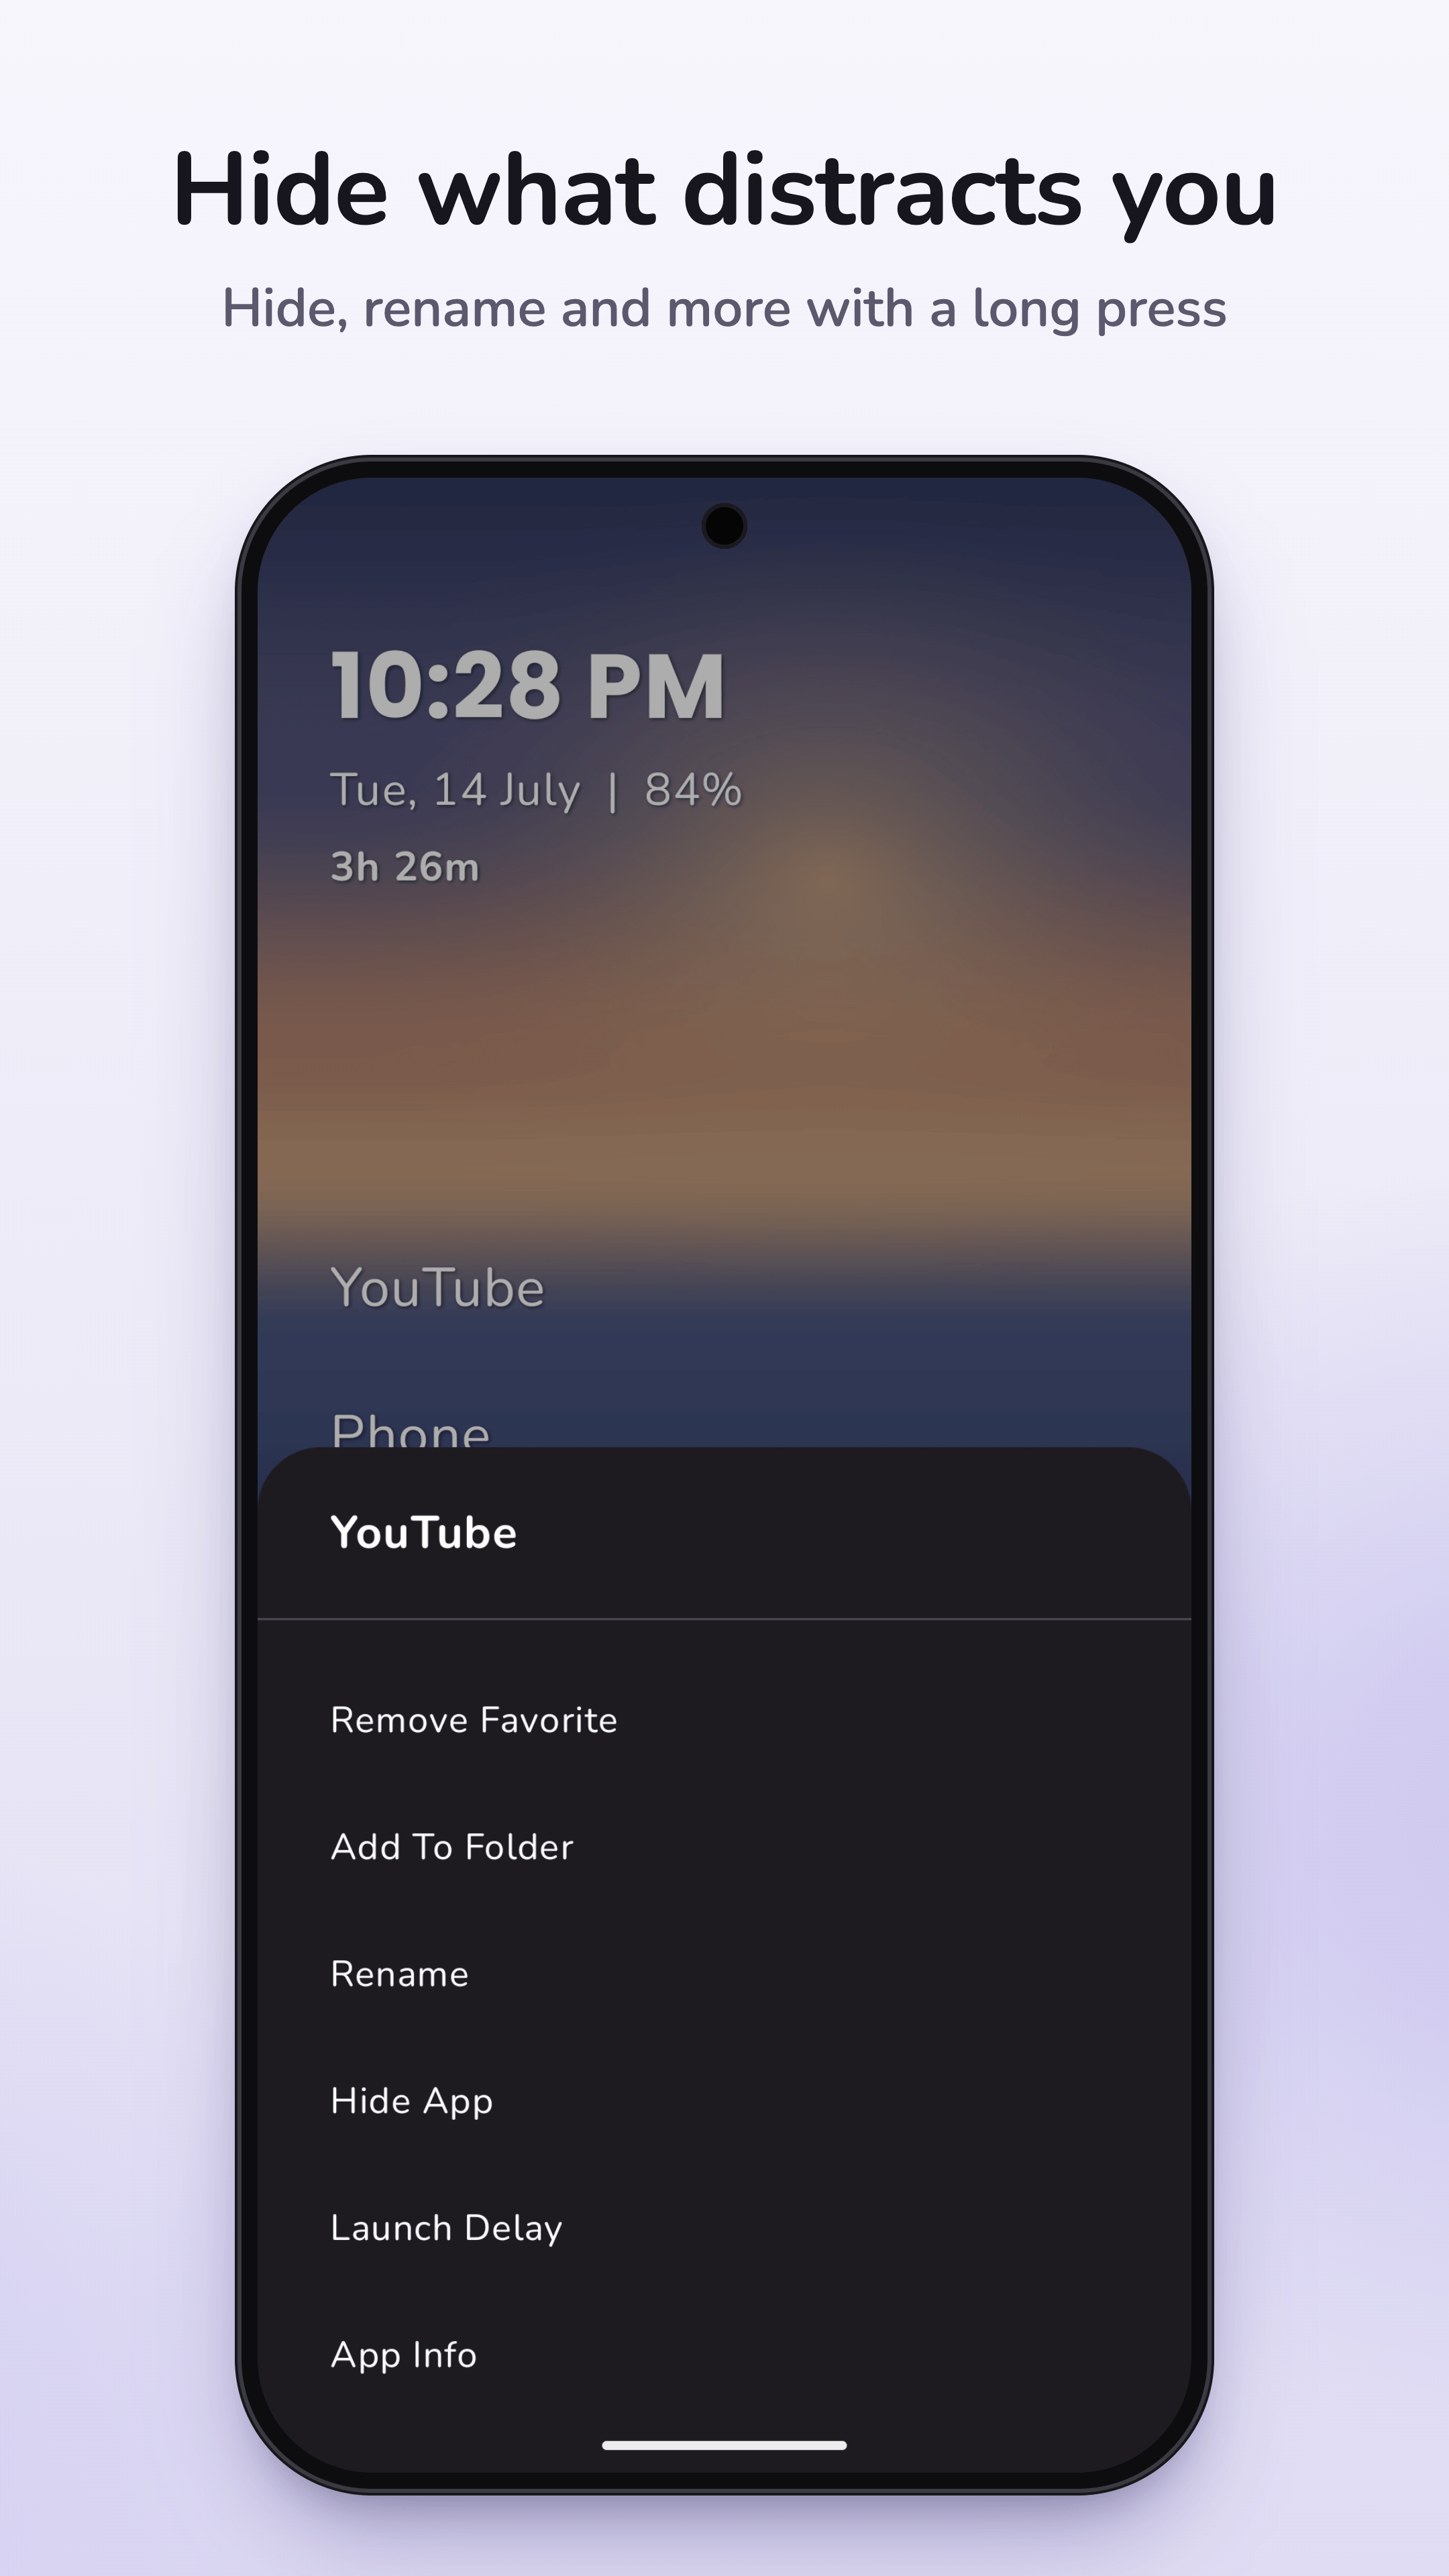 Hide what distracts you
Hide, rename and more with a long press
10:28 PM
Tue, 14 July | 84%
3h 26m
YouTube
Phone
YouTube
Remove Favorite
Add To Folder
Rename
Hide App
Launch Delay
App Info